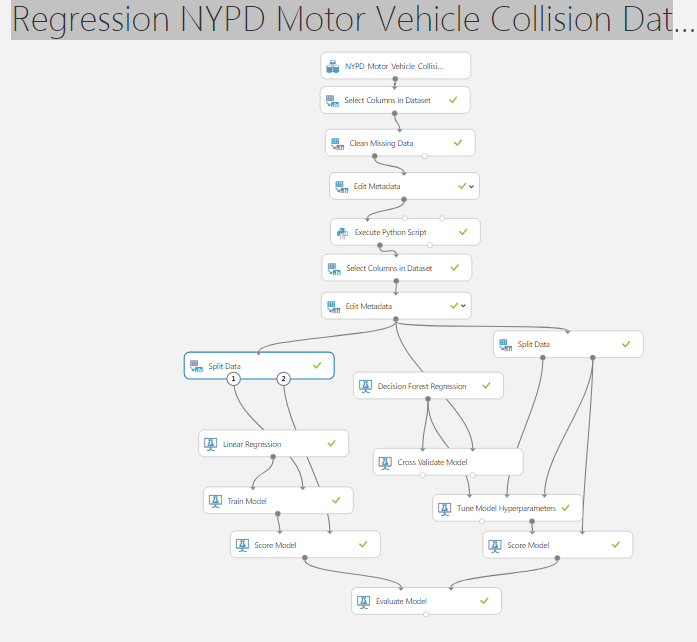 Regression NYPD Motor Vehicle Collision Dat...
NYPD Motor Vehicle Collisi...
Select Columns in Dataset
Clean Missing Data
Edit Metadata
Execute Python Script
Select Columns in Dataset
Edit Metadata
Split Data
Split Data
1
2
Decision Forest Regression
Linear Regression
Cross Validate Model
Train Model
Tune Model Hyperparameters
Score Model
Score Model
Evaluate Model